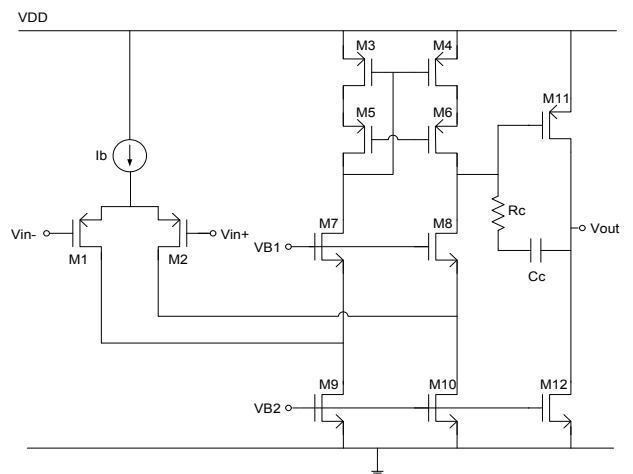 VDD
M3 M4
M11
M5 M6
Ib
Rc
M7 M8
Vin- Vin+ VB1 Vout
M1 M2
Cc
M9 M10 M12
VB2